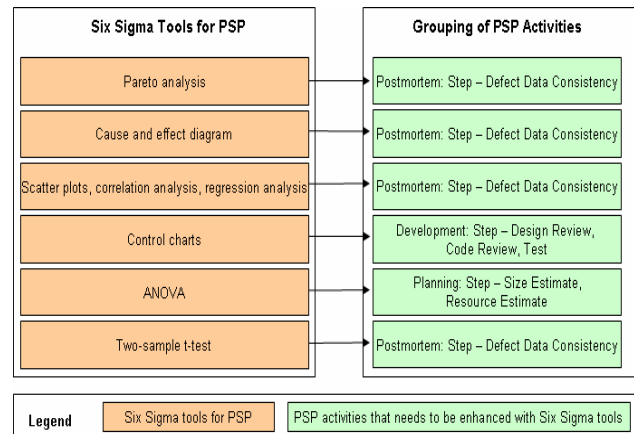 Six Sigma Tools for PSP
Grouping of PSP Activities
Pareto analysis
Postmortem: Step – Defect Data Consistency
Cause and effect diagram
Postmortem: Step – Defect Data Consistency
Scatter plots, correlation analysis, regression analysis
Postmortem: Step – Defect Data Consistency
Control charts
Development: Step – Design Review,
Code Review, Test
ANOVA
Planning: Step – Size Estimate,
Resource Estimate
Two-sample t-test
Postmortem: Step – Defect Data Consistency
Legend
Six Sigma tools for PSP
PSP activities that needs to be enhanced with Six Sigma tools